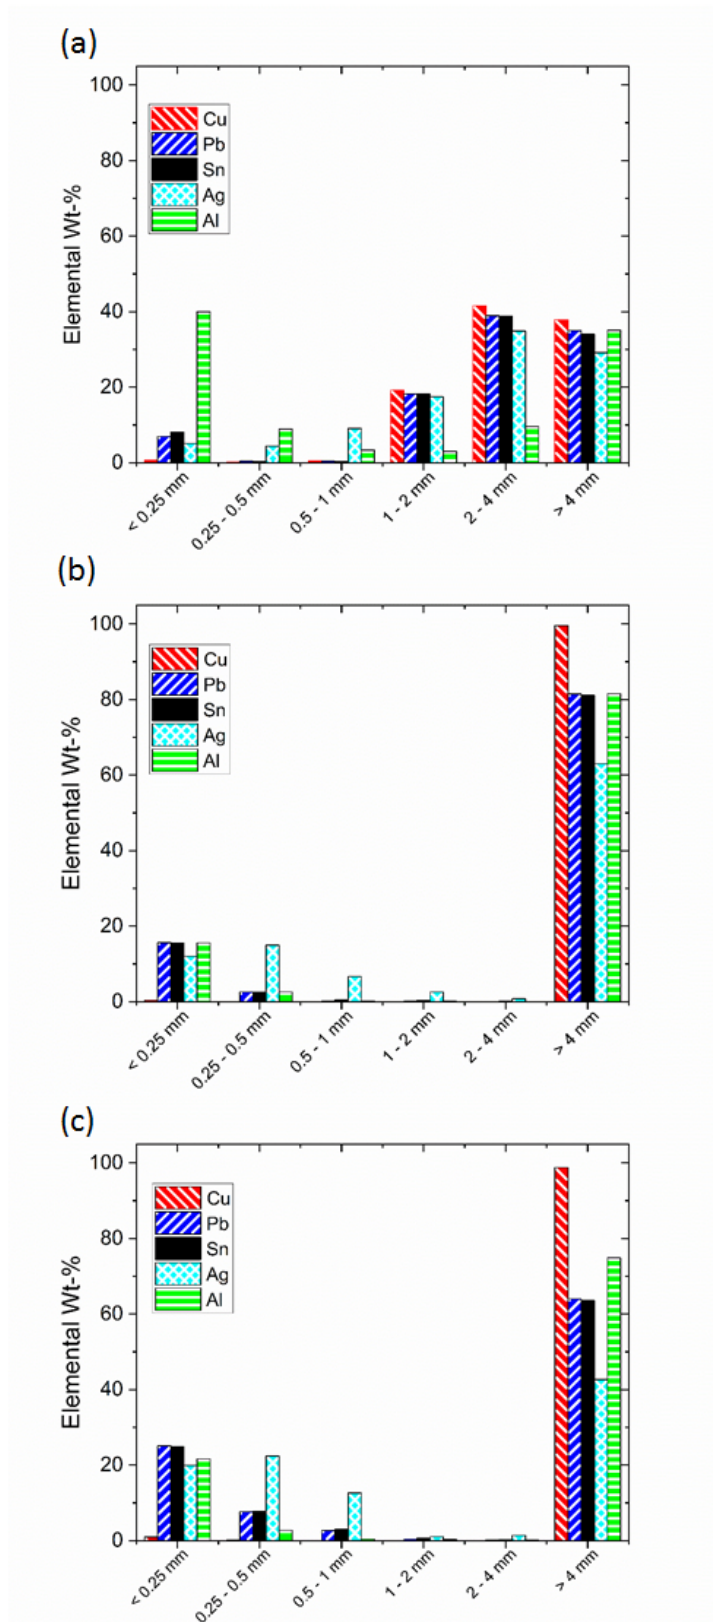 (a)
Elemental Wt-%
100
80
60
40
20
0
Cu
Pb
Sn
Ag
Al
< 0.25 mm
0.25 - 0.5 mm
0.5 - 1 mm
1 - 2 mm
2 - 4 mm
> 4 mm
(b)
Elemental Wt-%
100
80
60
40
20
0
Cu
Pb
Sn
Ag
Al
< 0.25 mm
0.25 - 0.5 mm
0.5 - 1 mm
1 - 2 mm
2 - 4 mm
> 4 mm
(c)
Elemental Wt-%
100
80
60
40
20
0
Cu
Pb
Sn
Ag
Al
< 0.25 mm
0.25 - 0.5 mm
0.5 - 1 mm
1 - 2 mm
2 - 4 mm
> 4 mm